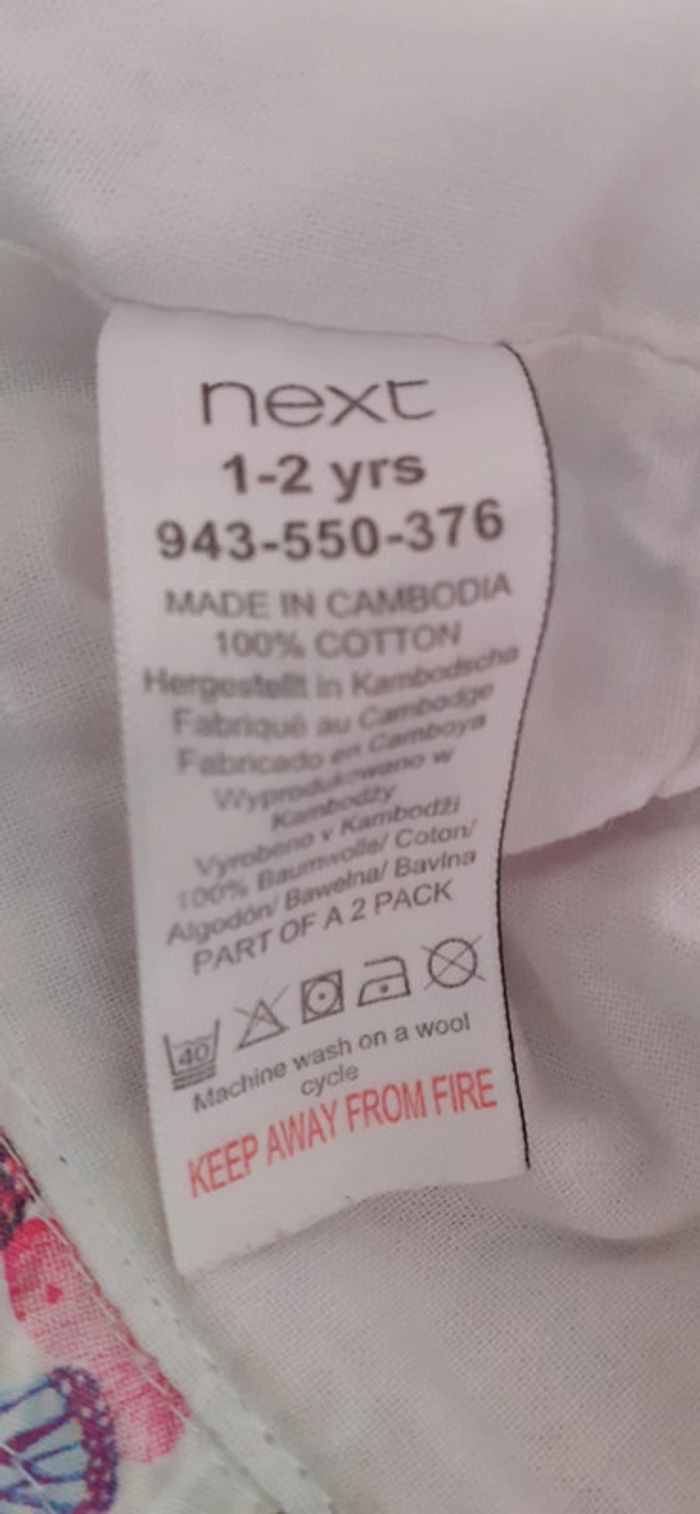 next
1-2 yrs
943-550-376
MADE IN CAMBODIA
100% COTTON
Hergestellt in Kambodscha
Fabriqué au Cambodge
Fabricado en Camboya
Wyprodukowano w
Kambodży
Vyrobeno v Kambodži
100% Baumwolle/ Coton/
Algodón/ Bawełna/ Bavlna
PART OF A 2 PACK
40
Machine wash on a wool
cycle
KEEP AWAY FROM FIRE